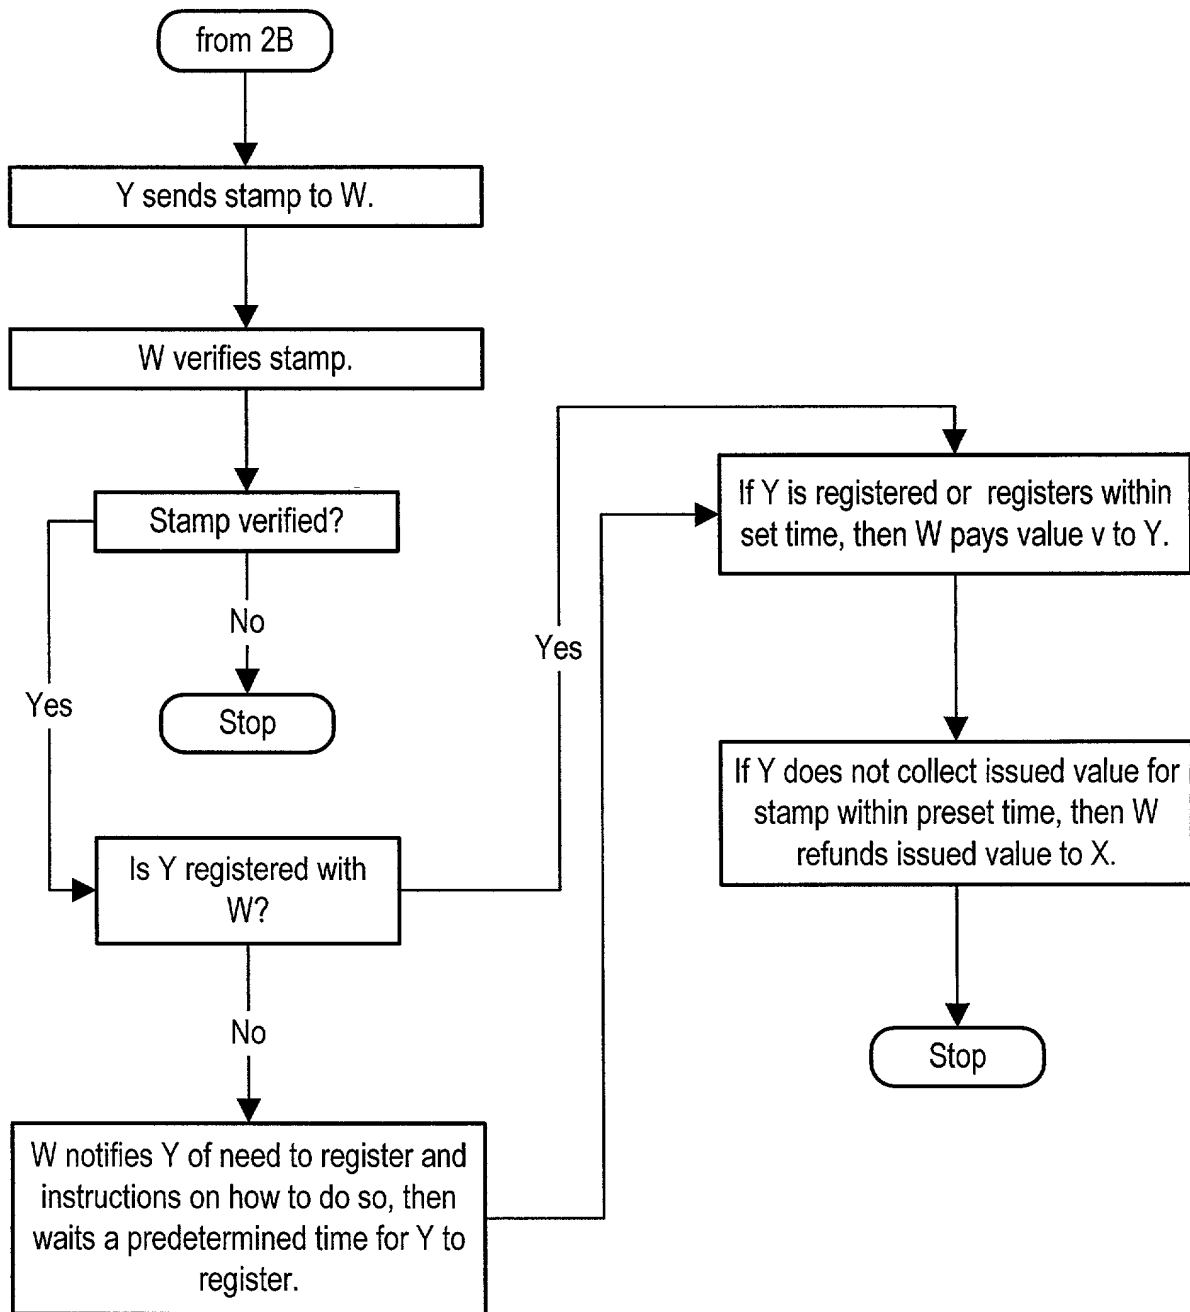 from 2B
Y sends stamp to W.
W verifies stamp.
Stamp verified?
No
Yes
Stop
Is Y registered with
W?
No
W notifies Y of need to register and
instructions on how to do so, then
waits a predetermined time for Y to
register.
Yes
If Y is registered or registers within
set time, then W pays value v to Y.
If Y does not collect issued value for
stamp within preset time, then W
refunds issued value to X.
Stop